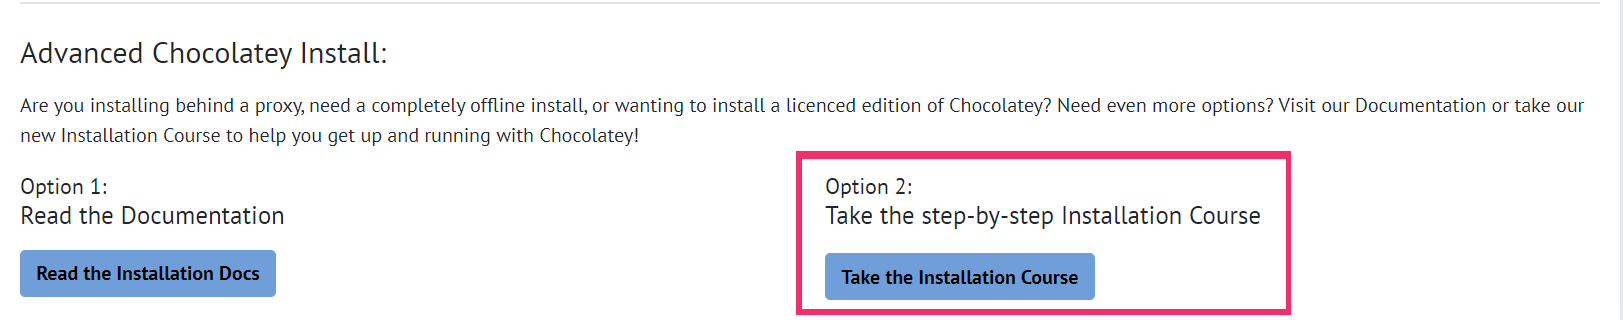 Advanced Chocolatey Install:
Are you installing behind a proxy, need a completely offline install, or wanting to install a licenced edition of Chocolatey? Need even more options? Visit our Documentation or take our
new Installation Course to help you get up and running with Chocolatey!
Option 1:
Read the Documentation
Read the Installation Docs
Option 2:
Take the step-by-step Installation Course
Take the Installation Course